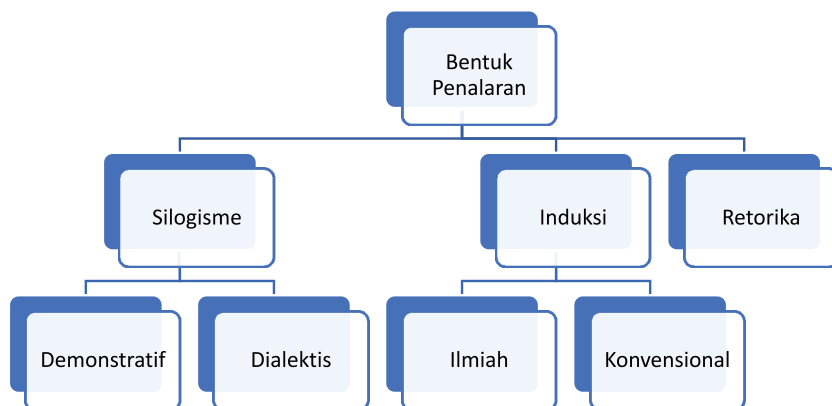 Bentuk
Penalaran
Silogisme
Induksi
Retorika
Demonstratif
Dialektis
Ilmiah
Konvensional